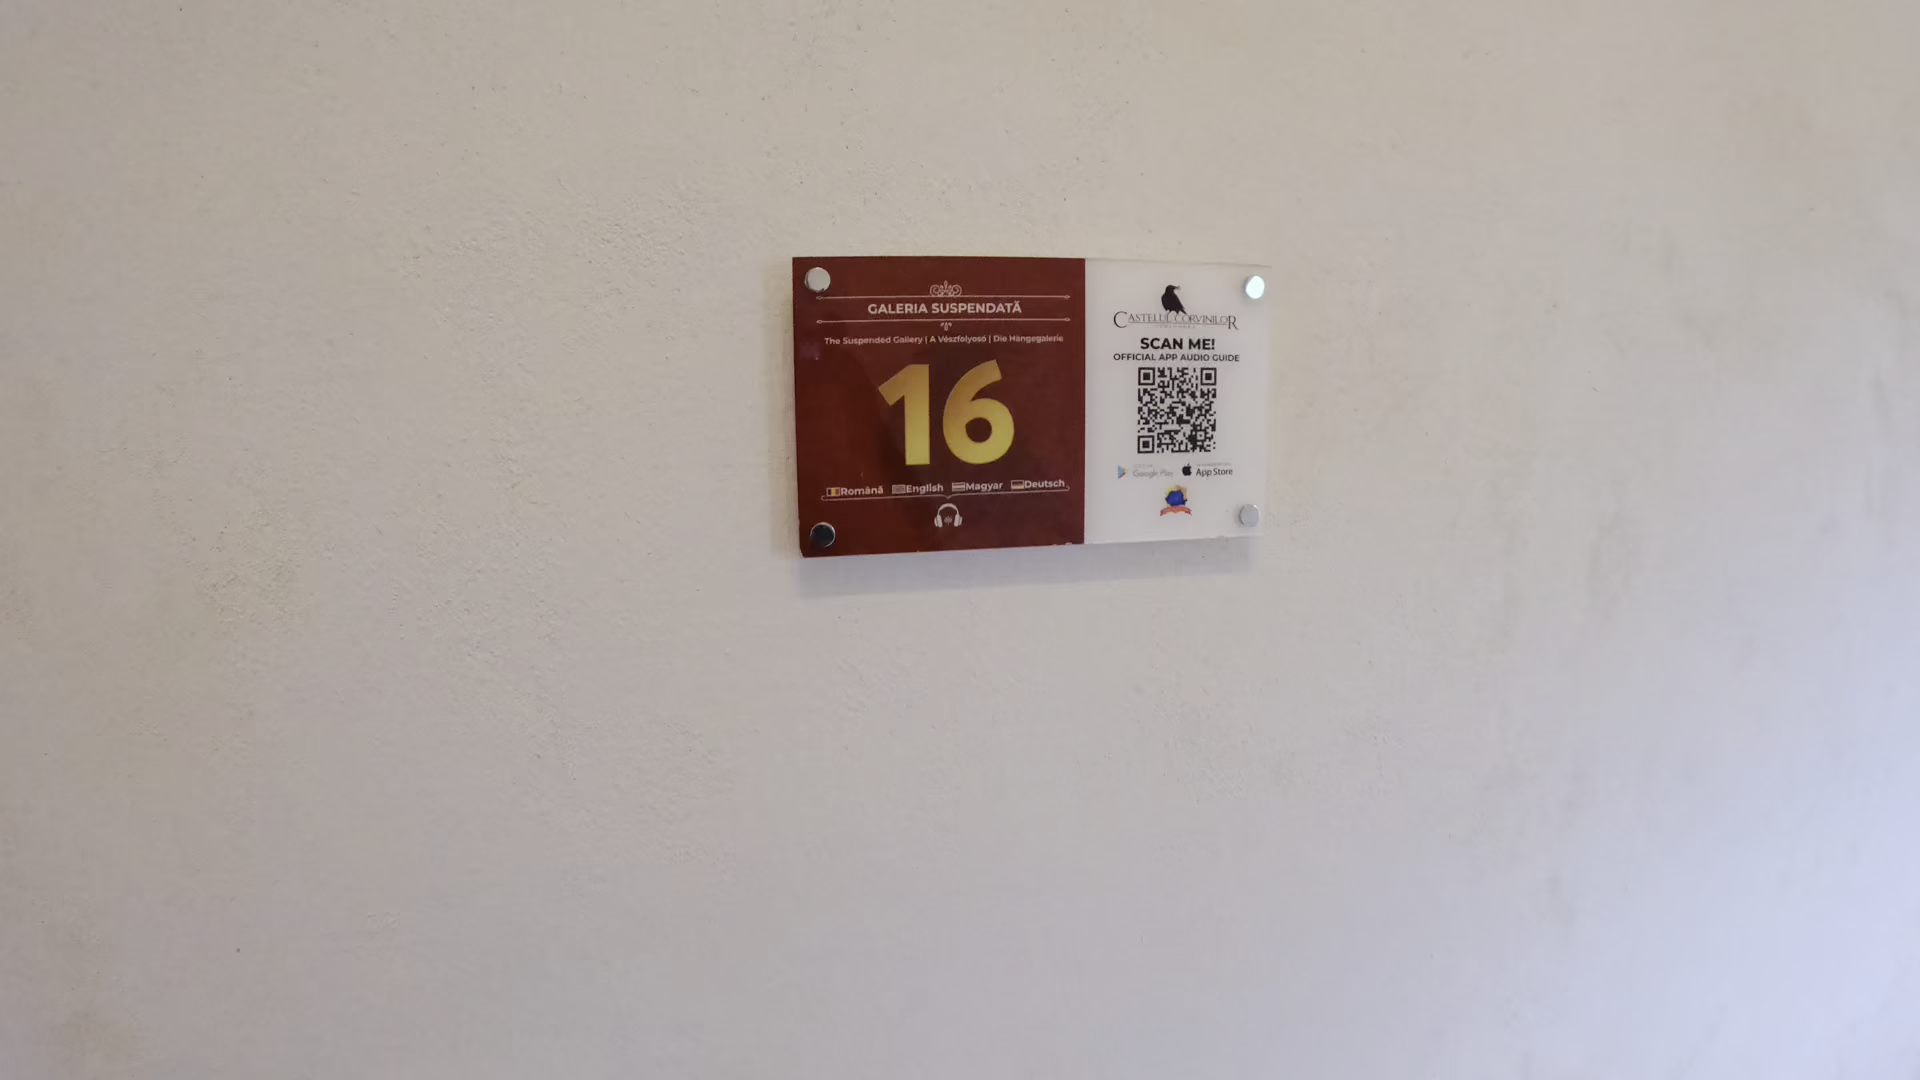 GALERIA SUSPENDATĂ
The Suspended Gallery | A Vészfolyosó | Die Hängegalerie
16
Română English Magyar Deutsch
CASTELUL CORVINILOR
SCAN ME!
OFFICIAL APP AUDIO GUIDE
Google Play
App Store